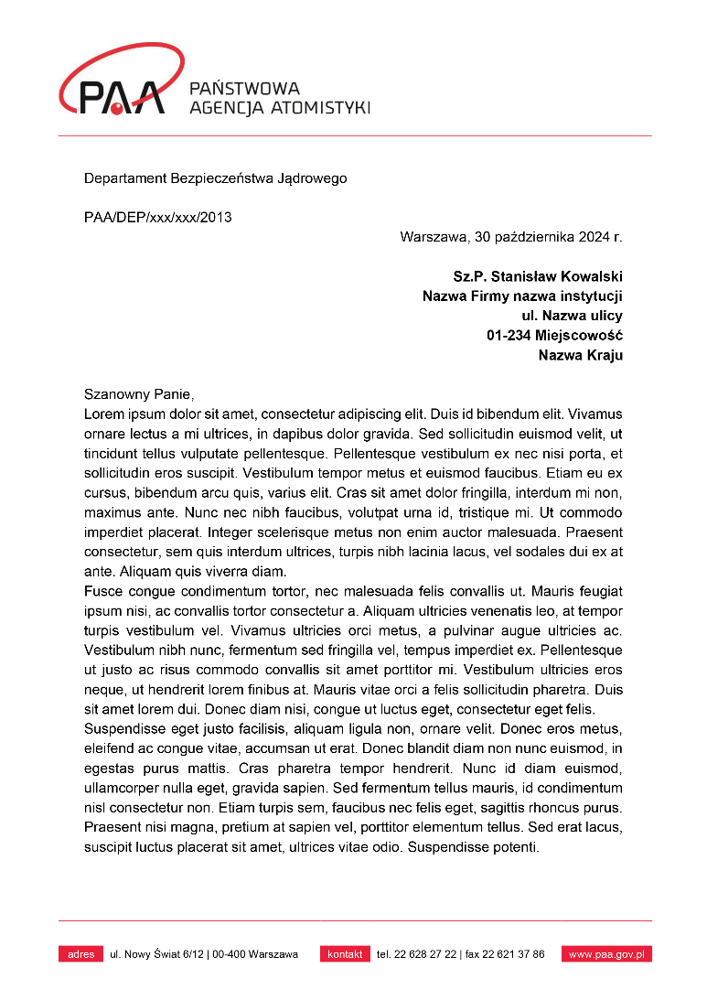 PAA PAŃSTWOWA
AGENCJA ATOMISTYKI
Departament Bezpieczeństwa Jądrowego
PAA/DEP/xxx/xxx/2013
Warszawa, 30 października 2024 r.
Sz.P. Stanisław Kowalski
Nazwa Firmy nazwa instytucji
ul. Nazwa ulicy
01-234 Miejscowość
Nazwa Kraju
Szanowny Panie,
Lorem ipsum dolor sit amet, consectetur adipiscing elit. Duis id bibendum elit. Vivamus
ornare lectus a mi ultrices, in dapibus dolor gravida. Sed sollicitudin euismod velit, ut
tincidunt tellus vulputate pellentesque. Pellentesque vestibulum ex nec nisi porta, et
sollicitudin eros suscipit. Vestibulum tempor metus et euismod faucibus. Etiam eu ex
cursus, bibendum arcu quis, varius elit. Cras sit amet dolor fringilla, interdum mi non,
maximus ante. Nunc nec nibh faucibus, volutpat urna id, tristique mi. Ut commodo
imperdiet placerat. Integer scelerisque metus non enim auctor malesuada. Praesent
consectetur, sem quis interdum ultrices, turpis nibh lacinia lacus, vel sodales dui ex at
ante. Aliquam quis viverra diam.
Fusce congue condimentum tortor, nec malesuada felis convallis ut. Mauris feugiat
ipsum nisi, ac convallis tortor consectetur a. Aliquam ultricies venenatis leo, at tempor
turpis vestibulum vel. Vivamus ultricies orci metus, a pulvinar augue ultricies ac.
Vestibulum nibh nunc, fermentum sed fringilla vel, tempus imperdiet ex. Pellentesque
ut justo ac risus commodo convallis sit amet porttitor mi. Vestibulum ultricies eros
neque, ut hendrerit lorem finibus at. Mauris vitae orci a felis sollicitudin pharetra. Duis
sit amet lorem dui. Donec diam nisi, congue ut luctus eget, consectetur eget felis.
Suspendisse eget justo facilisis, aliquam ligula non, ornare velit. Donec eros metus,
eleifend ac congue vitae, accumsan ut erat. Donec blandit diam non nunc euismod, in
egestas purus mattis. Cras pharetra tempor hendrerit. Nunc id diam euismod,
ullamcorper nulla eget, gravida sapien. Sed fermentum tellus mauris, id condimentum
nisl consectetur non. Etiam turpis sem, faucibus nec felis eget, sagittis rhoncus purus.
Praesent nisi magna, pretium at sapien vel, porttitor elementum tellus. Sed erat lacus,
suscipit luctus placerat sit amet, ultrices vitae odio. Suspendisse potenti.
adres ul. Nowy Świat 6/12 | 00-400 Warszawa kontakt tel. 22 628 27 22 | fax 22 621 37 86 www.paa.gov.pl